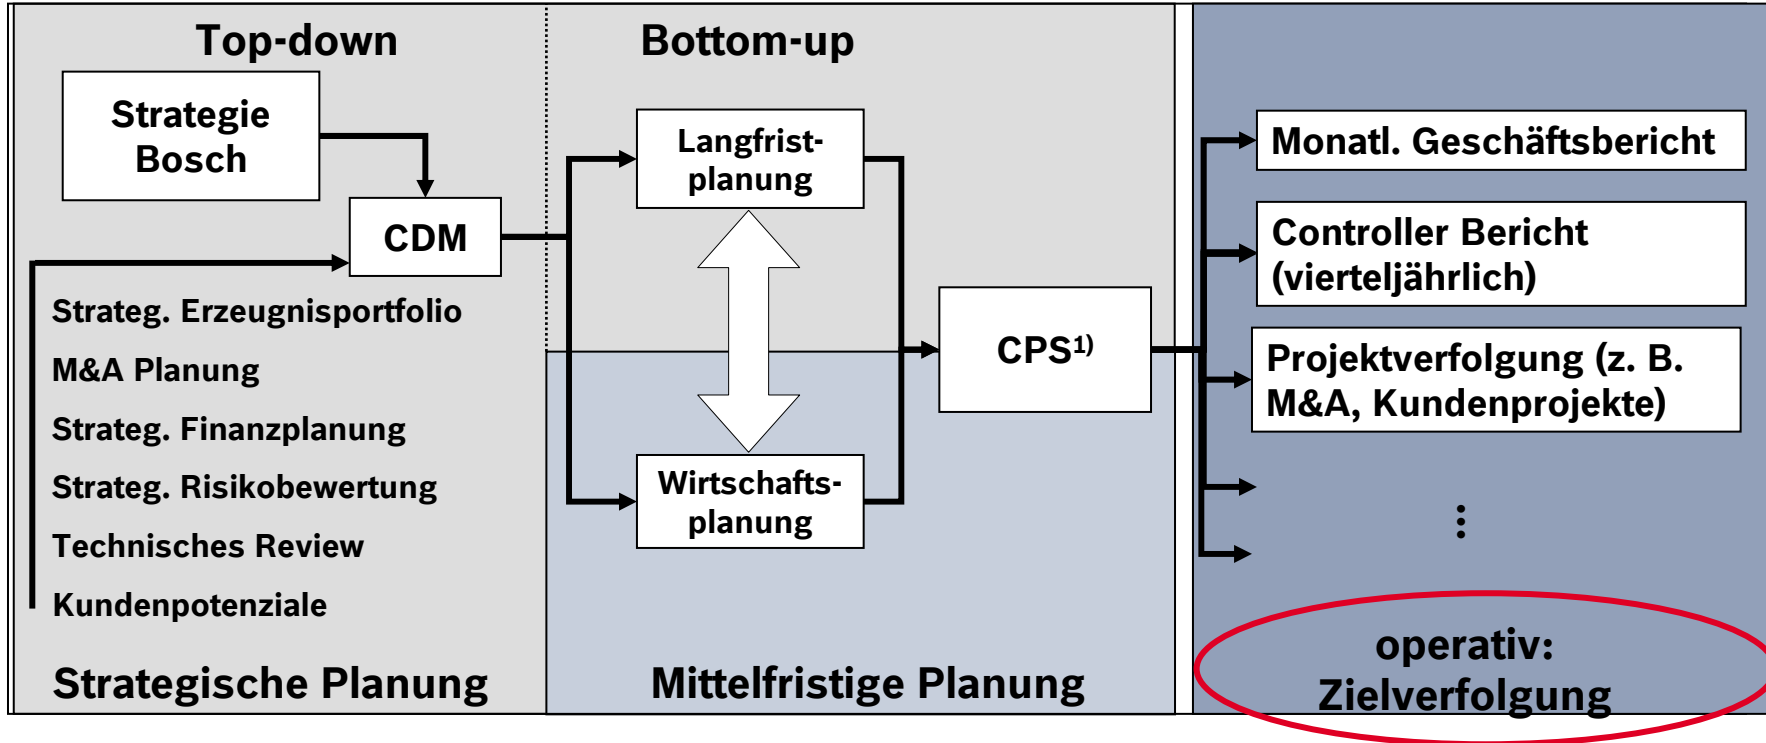 Top-down
Strategie
Bosch
CDM
Strateg. Erzeugnisportfolio
M&A Planung
Strateg. Finanzplanung
Strateg. Risikobewertung
Technisches Review
Kundenpotenziale
Strategische Planung
Bottom-up
Langfrist-
planung
Wirtschafts-
planung
CPS¹⁾
Mittelfristige Planung
Monatl. Geschäftsbericht
Controller Bericht
(vierteljährlich)
Projektverfolgung (z. B.
M&A, Kundenprojekte)
...
operativ:
Zielverfolgung